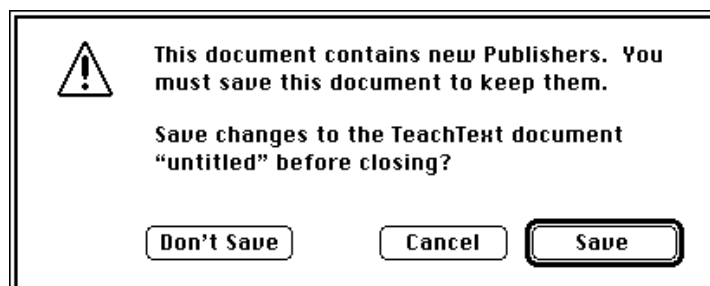 This document contains new Publishers.  You
must save this document to keep them.
Save changes to the TeachText document
“untitled” before closing?
Don't Save
Cancel
Save